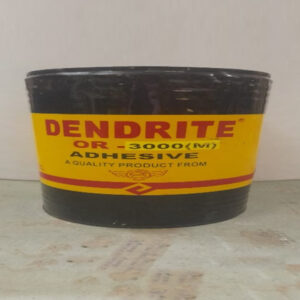 DENDRITE®
OR - 3000(M)
ADHESIVE
A QUALITY PRODUCT FROM